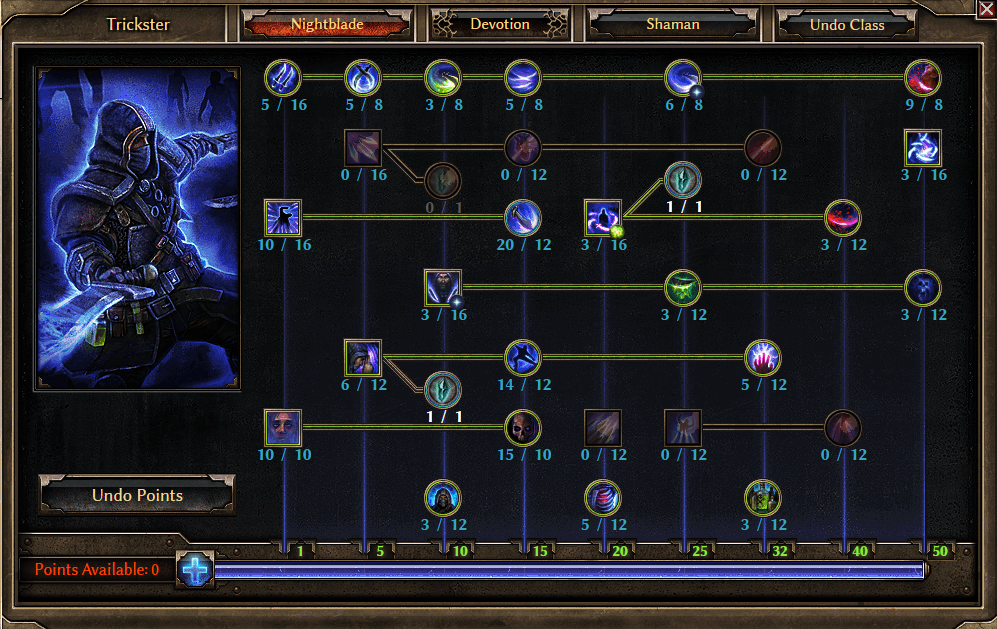 Trickster Nightblade Devotion Shaman Undo Class
5 / 16 5 / 8 3 / 8 5 / 8 6 / 8 9 / 8
0 / 16 0 / 12 0 / 12 3 / 16
0 / 1 1 / 1
10 / 16 20 / 12 3 / 16 3 / 12
3 / 16 3 / 12 3 / 12
6 / 12 14 / 12 5 / 12
1 / 1
10 / 10 15 / 10 0 / 12 0 / 12 0 / 12
Undo Points
3 / 12 5 / 12 3 / 12
1 5 10 15 20 25 32 40 50
Points Available: 0